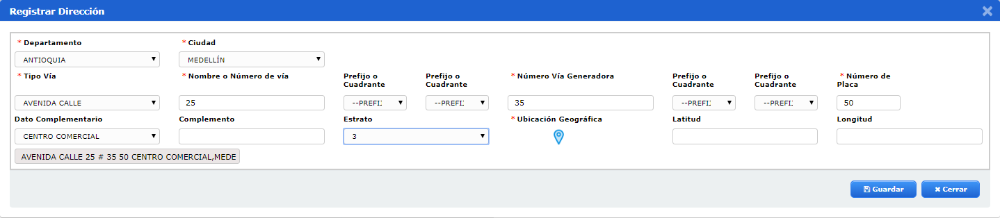 Registrar Dirección
* Departamento * Ciudad
ANTIOQUIA MEDELLÍN
* Tipo Vía * Nombre o Número de vía Prefijo o Cuadrante Prefijo o Cuadrante * Número Vía Generadora Prefijo o Cuadrante Prefijo o Cuadrante * Número de Placa
AVENIDA CALLE 25 --PREFI --PREFI 35 --PREFI --PREFI 50
Dato Complementario Complemento Estrato * Ubicación Geográfica Latitud Longitud
CENTRO COMERCIAL 3
AVENIDA CALLE 25 # 35 50 CENTRO COMERCIAL,MEDE
Guardar Cerrar